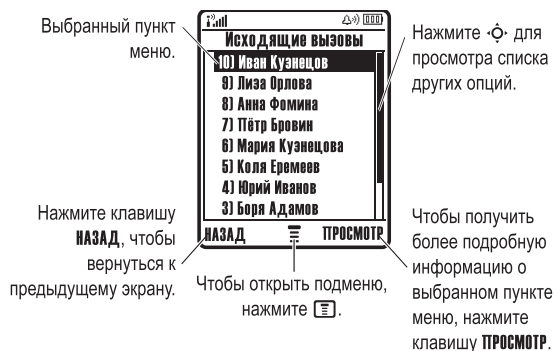 Выбранный пункт
меню.
Исходящие вызовы
10) Иван Кузнецов
9) Лиза Орлова
8) Анна Фомина
7) Пётр Бровин
6) Мария Кузнецова
5) Коля Еремеев
4) Юрий Иванов
3) Боря Адамов
НАЗАД
ПРОСМОТР
Нажмите для
просмотра списка
других опций.
Нажмите клавишу
НАЗАД, чтобы
вернуться к
предыдущему экрану.
Чтобы открыть подменю,
нажмите .
Чтобы получить
более подробную
информацию о
выбранном пункте
меню, нажмите
клавишу ПРОСМОТР.